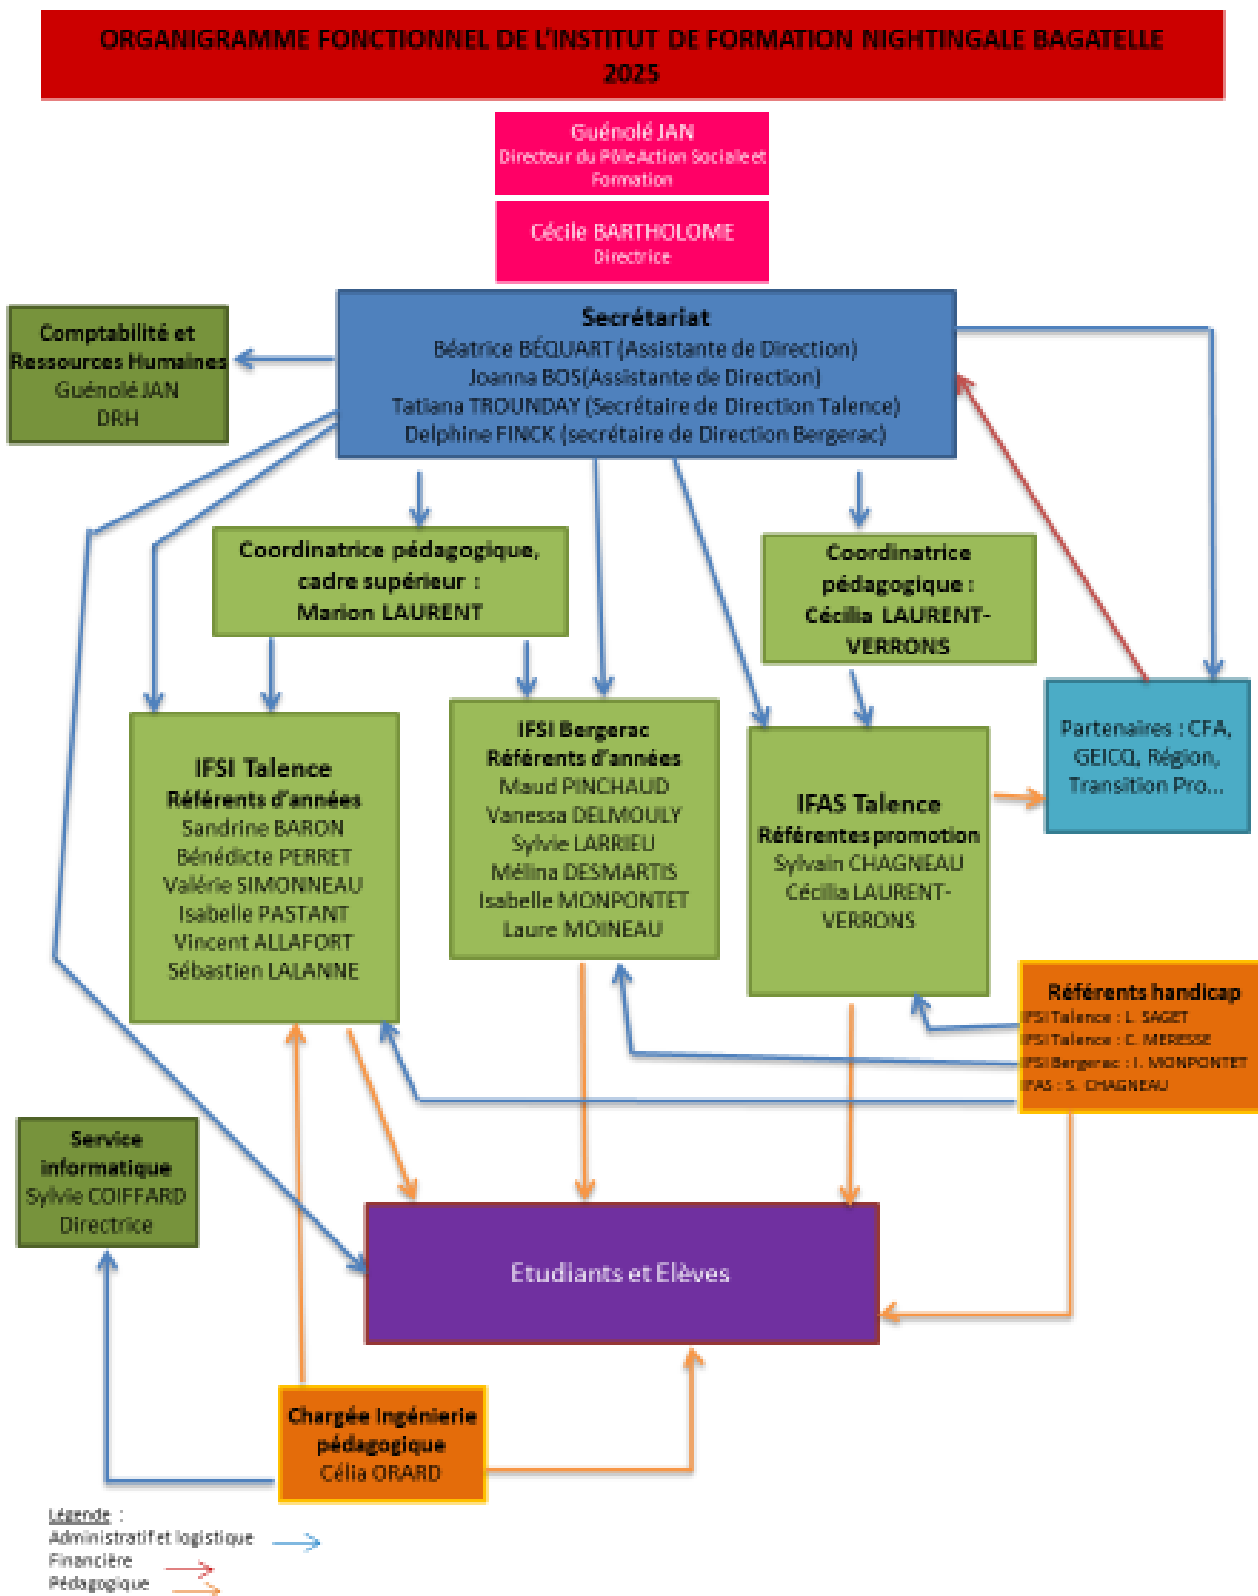 ORGANIGRAMME FONCTIONNEL DE L'INSTITUT DE FORMATION NIGHTINGALE BAGATELLE
2025
Guénolé JAN
Directeur du Pôle Action Sociale et
Formation
Cécile BARTHOLOME
Directrice
Secrétariat
Béatrice BÉQUART (Assistante de Direction)
Joanna BOS(Assistante de Direction)
Tatiana TROUNDAY (Secrétaire de Direction Talence)
Delphine FINCK (secrétaire de Direction Bergerac)
Comptabilité et
Ressources Humaines
Guénolé JAN
DRH
Coordinatrice pédagogique,
cadre supérieur :
Marion LAURENT
Coordinatrice
pédagogique :
Cécilia LAURENT-
VERRONS
IFSI Talence
Référents d'années
Sandrine BARON
Bénédicte PERRET
Valérie SIMONNEAU
Isabelle PASTANT
Vincent ALLAFORT
Sébastien LALANNE
IFSI Bergerac
Référents d'années
Maud PINCHAUD
Vanessa DELMOULY
Sylvie LARRIEU
Mélina DESMARTIS
Isabelle MONPONTET
Laure MOINEAU
IFAS Talence
Référentes promotion
Sylvain CHAGNEAU
Cécilia LAURENT-
VERRONS
Partenaires : CFA,
GEICQ, Région,
Transition Pro...
Référents handicap
IFSI Talence : L. SAGET
IFSI Talence : C. MERESSE
IFSI Bergerac : I. MONPONTET
IFAS : S. CHAGNEAU
Service
informatique
Sylvie COIFFARD
Directrice
Etudiants et Elèves
Chargée Ingénierie
pédagogique
Célia ORARD
Légende :
Administratif et logistique
Financière
Pédagogique